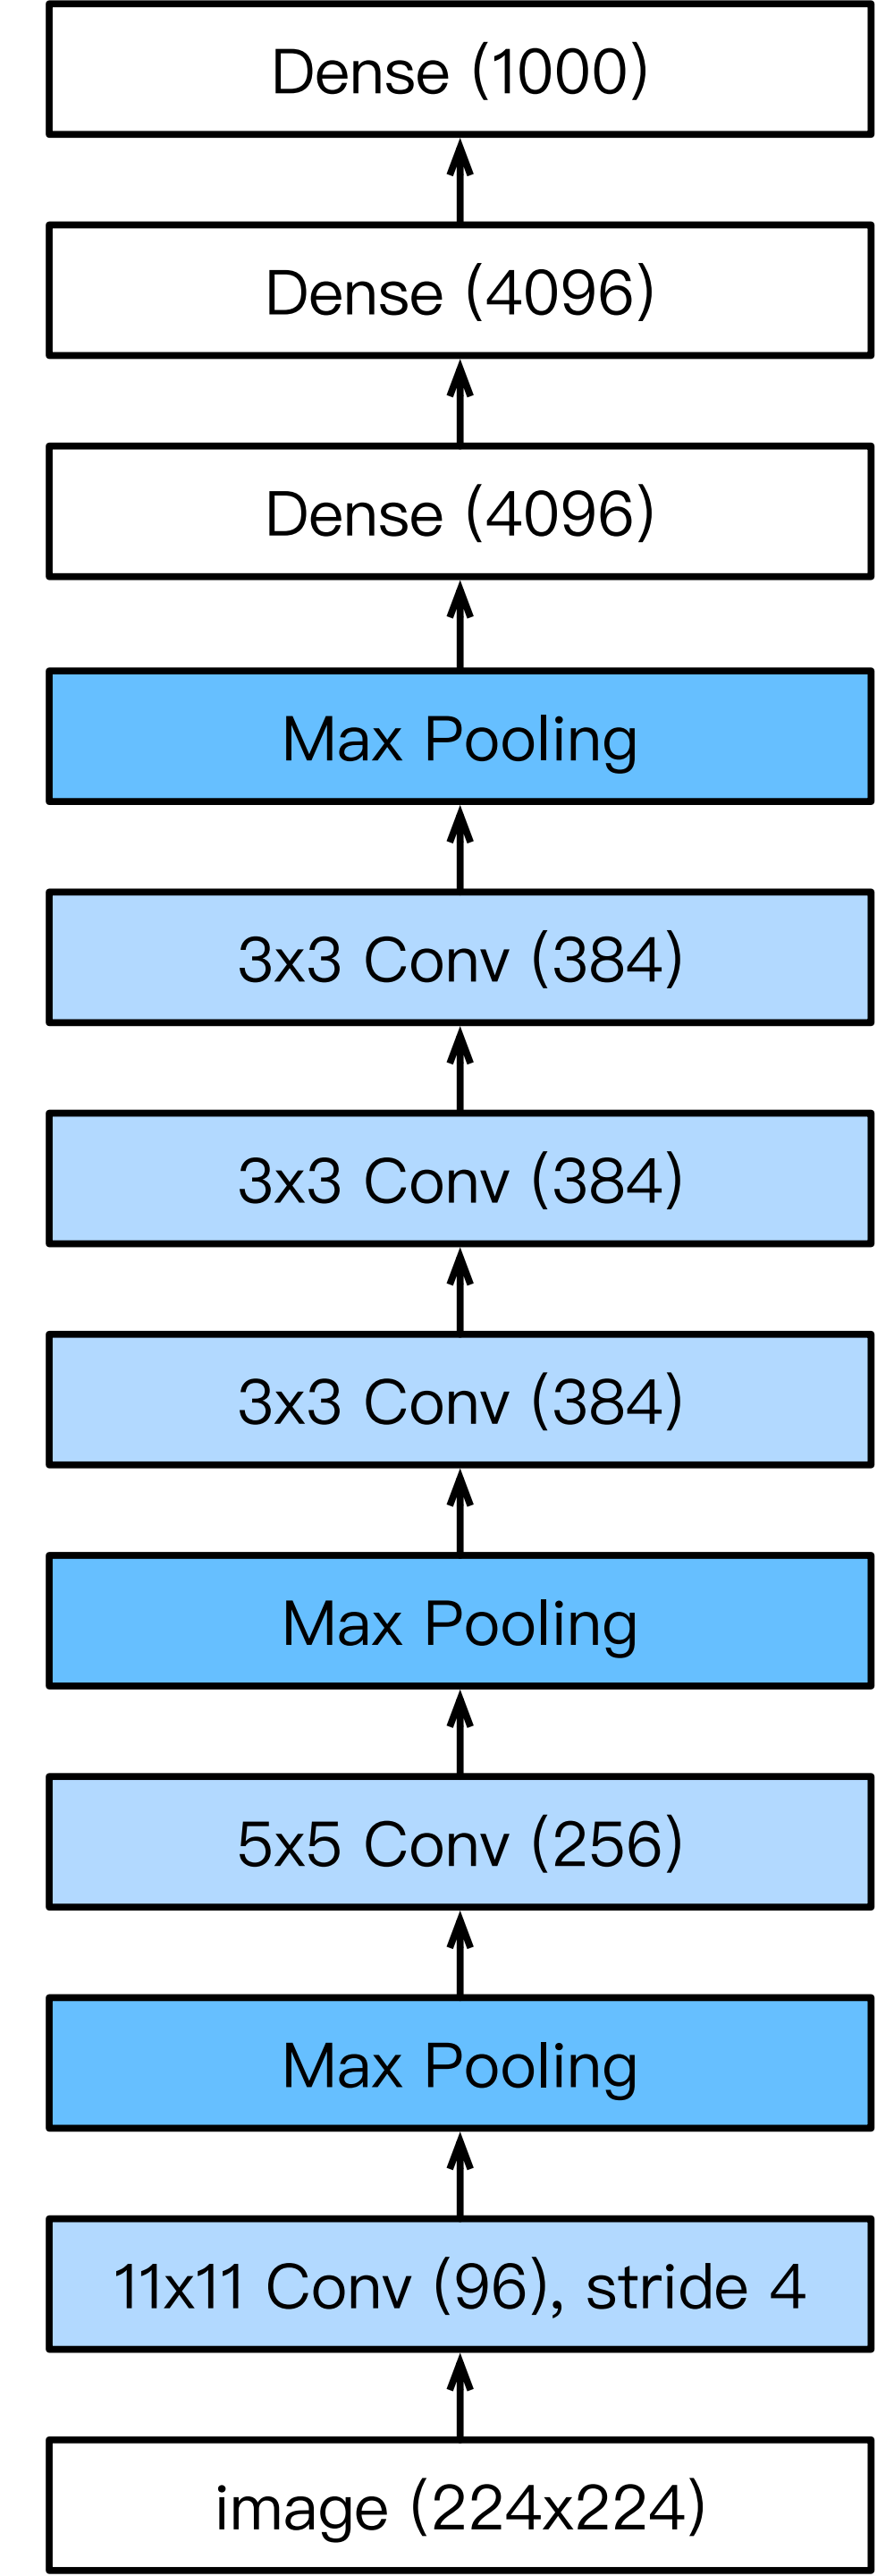 Dense (1000)
Dense (4096)
Dense (4096)
Max Pooling
3x3 Conv (384)
3x3 Conv (384)
3x3 Conv (384)
Max Pooling
5x5 Conv (256)
Max Pooling
11x11 Conv (96), stride 4
image (224x224)